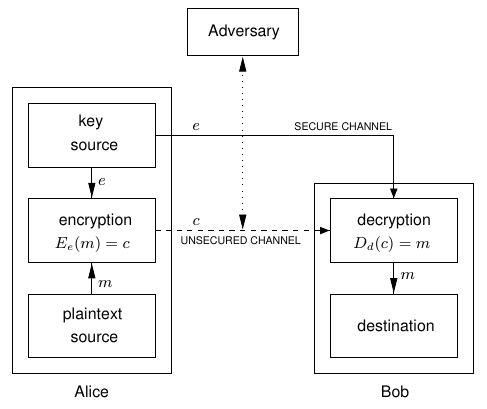 Adversary
key
source
e
SECURE CHANNEL
e
encryption
E_e(m) = c
c
UNSECURED CHANNEL
decryption
D_d(c) = m
m
m
plaintext
source
destination
Alice
Bob